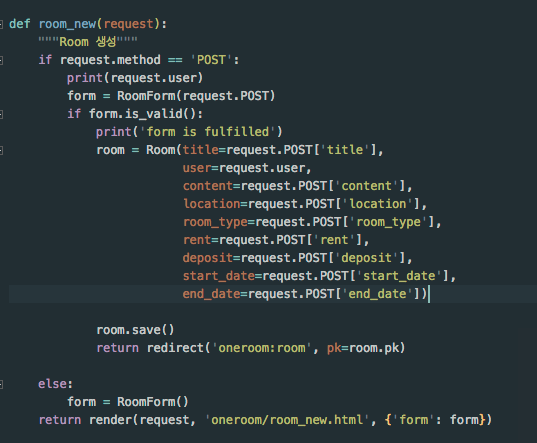 def room_new(request):
    """Room 생성"""
    if request.method == 'POST':
        print(request.user)
        form = RoomForm(request.POST)
        if form.is_valid():
            print('form is fulfilled')
            room = Room(title=request.POST['title'],
                        user=request.user,
                        content=request.POST['content'],
                        location=request.POST['location'],
                        room_type=request.POST['room_type'],
                        rent=request.POST['rent'],
                        deposit=request.POST['deposit'],
                        start_date=request.POST['start_date'],
                        end_date=request.POST['end_date'])
            room.save()
            return redirect('oneroom:room', pk=room.pk)
    else:
        form = RoomForm()
    return render(request, 'oneroom/room_new.html', {'form': form})